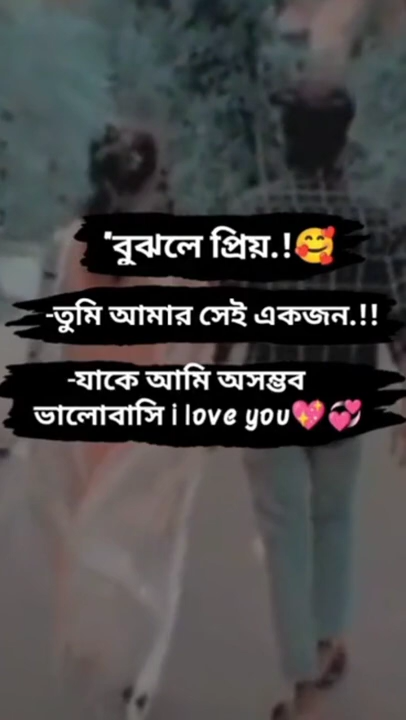 "বুঝলে প্রিয়.!🥰
-তুমি আমার সেই একজন.!!
-যাকে আমি অসম্ভব
ভালোবাসি i love you💖💞